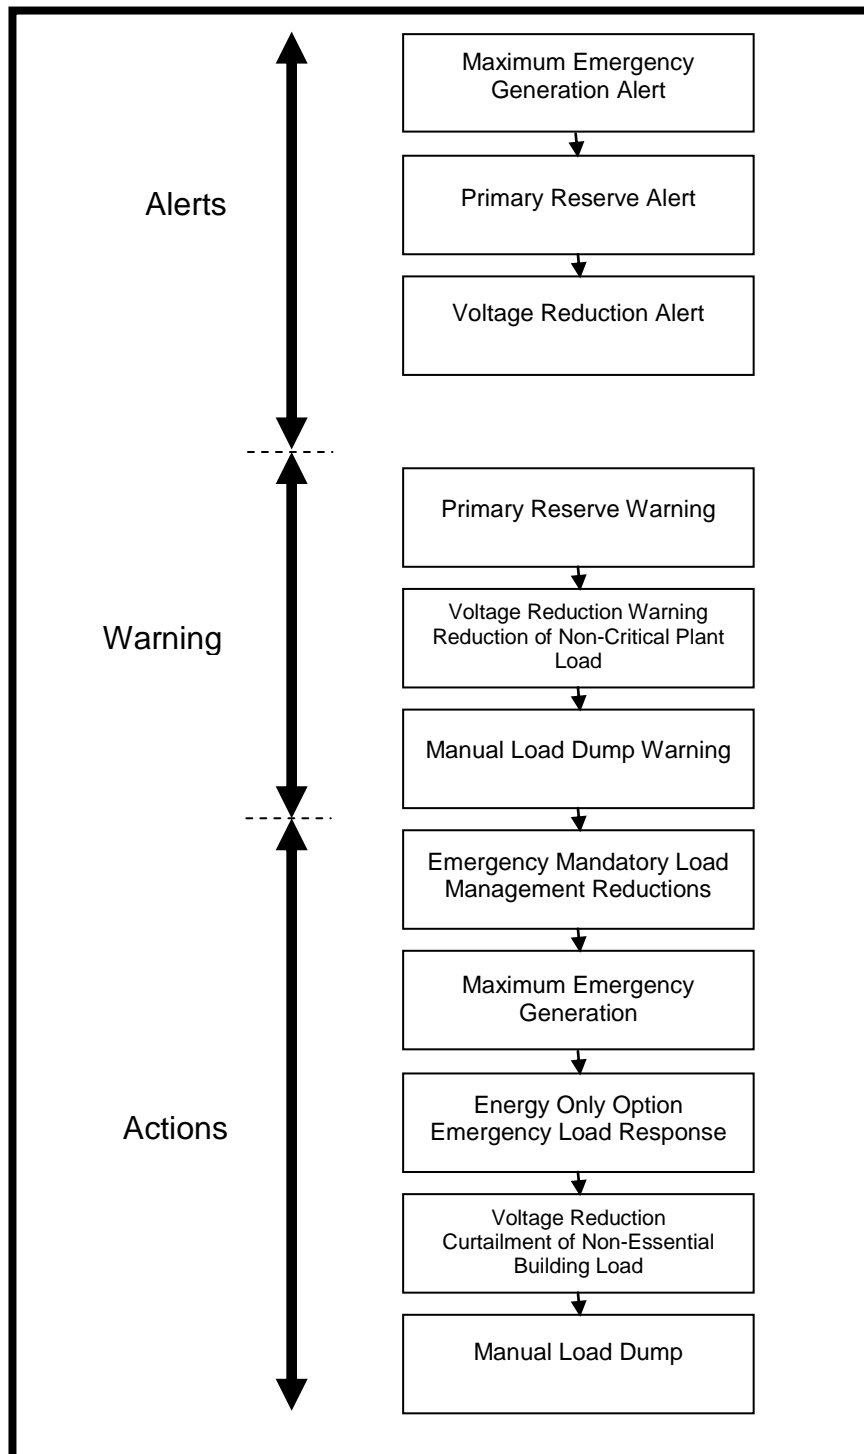 Maximum Emergency
Generation Alert
Primary Reserve Alert
Alerts
Voltage Reduction Alert
Primary Reserve Warning
Voltage Reduction Warning
Reduction of Non-Critical Plant
Load
Warning
Manual Load Dump Warning
Emergency Mandatory Load
Management Reductions
Maximum Emergency
Generation
Energy Only Option
Emergency Load Response
Actions
Voltage Reduction
Curtailment of Non-Essential
Building Load
Manual Load Dump